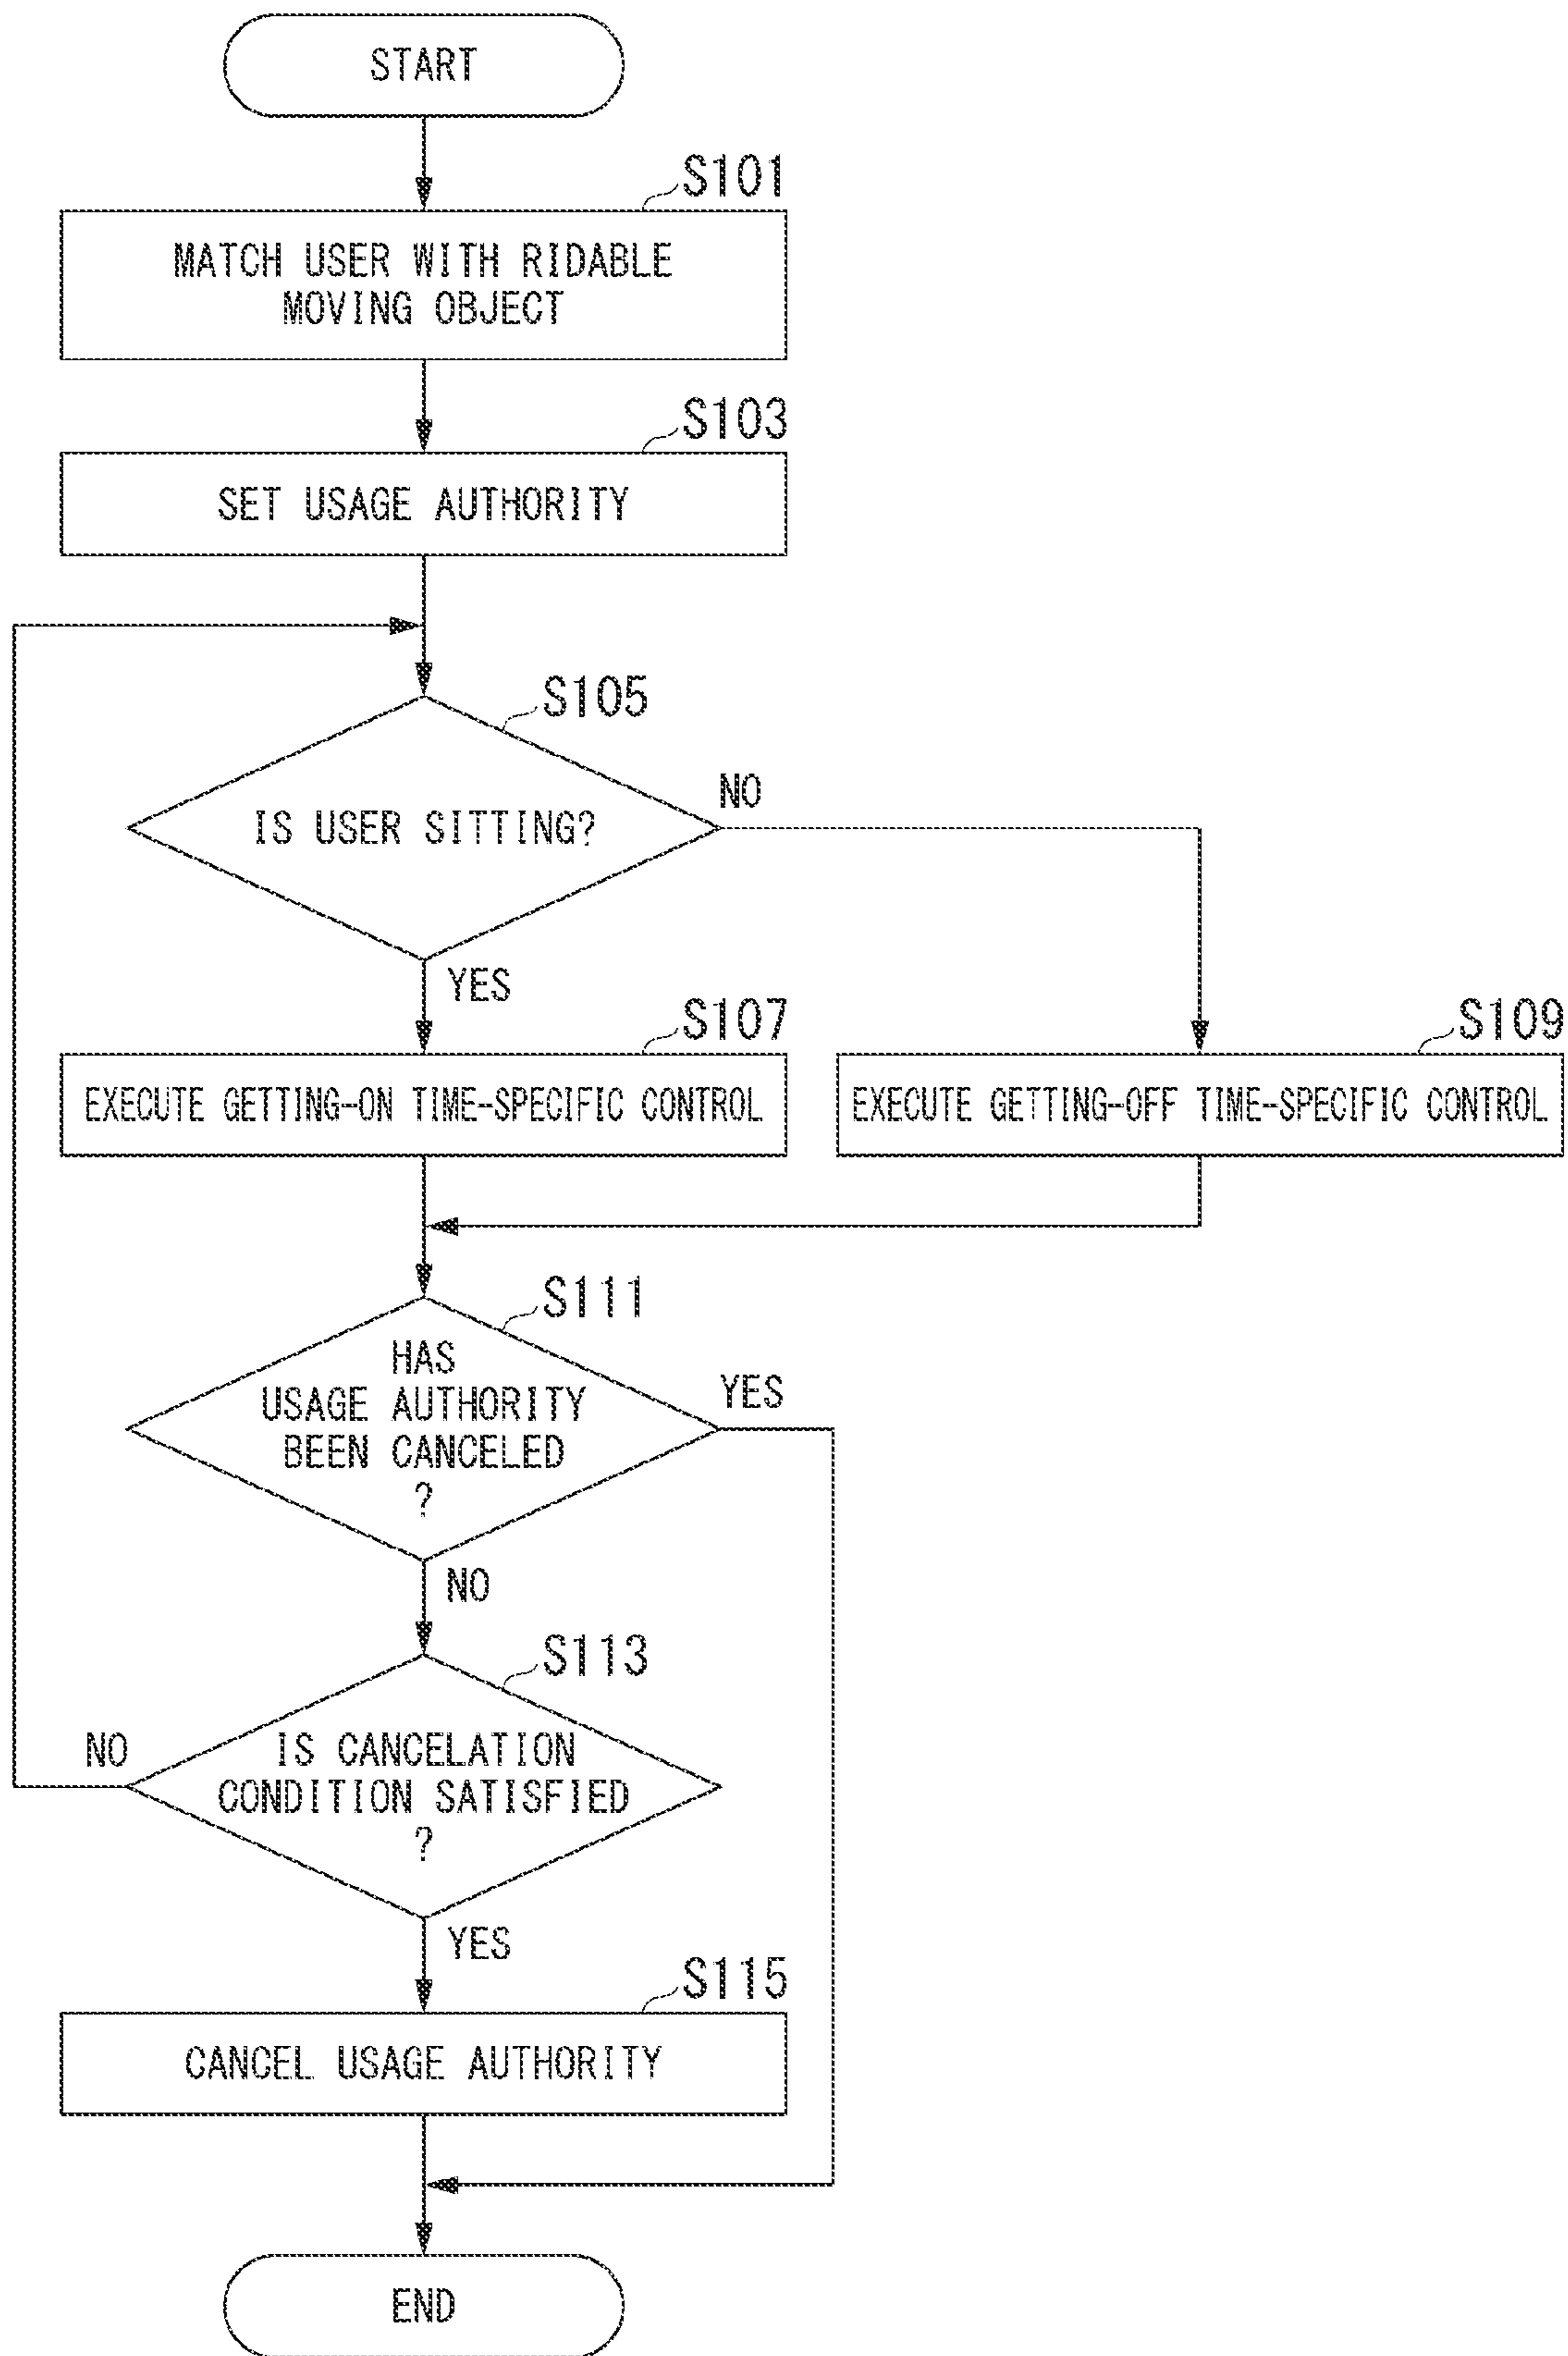 START
S101
MATCH USER WITH RIDABLE
MOVING OBJECT
S103
SET USAGE AUTHORITY
S105
IS USER SITTING?
NO
YES
S107
EXECUTE GETTING-ON TIME-SPECIFIC CONTROL
S109
EXECUTE GETTING-OFF TIME-SPECIFIC CONTROL
S111
HAS
USAGE AUTHORITY
BEEN CANCELED
?
YES
NO
S113
IS CANCELATION
CONDITION SATISFIED
?
NO
YES
S115
CANCEL USAGE AUTHORITY
END